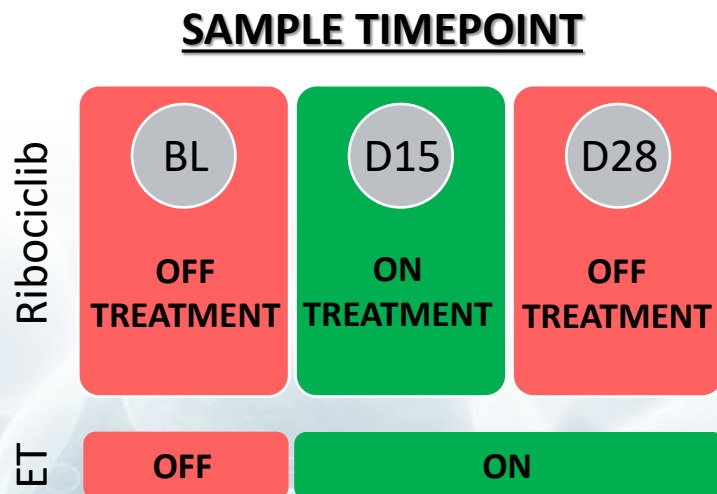 SAMPLE TIMEPOINT
Ribociclib
BL
D15
D28
OFF
TREATMENT
ON
TREATMENT
OFF
TREATMENT
ET
OFF
ON